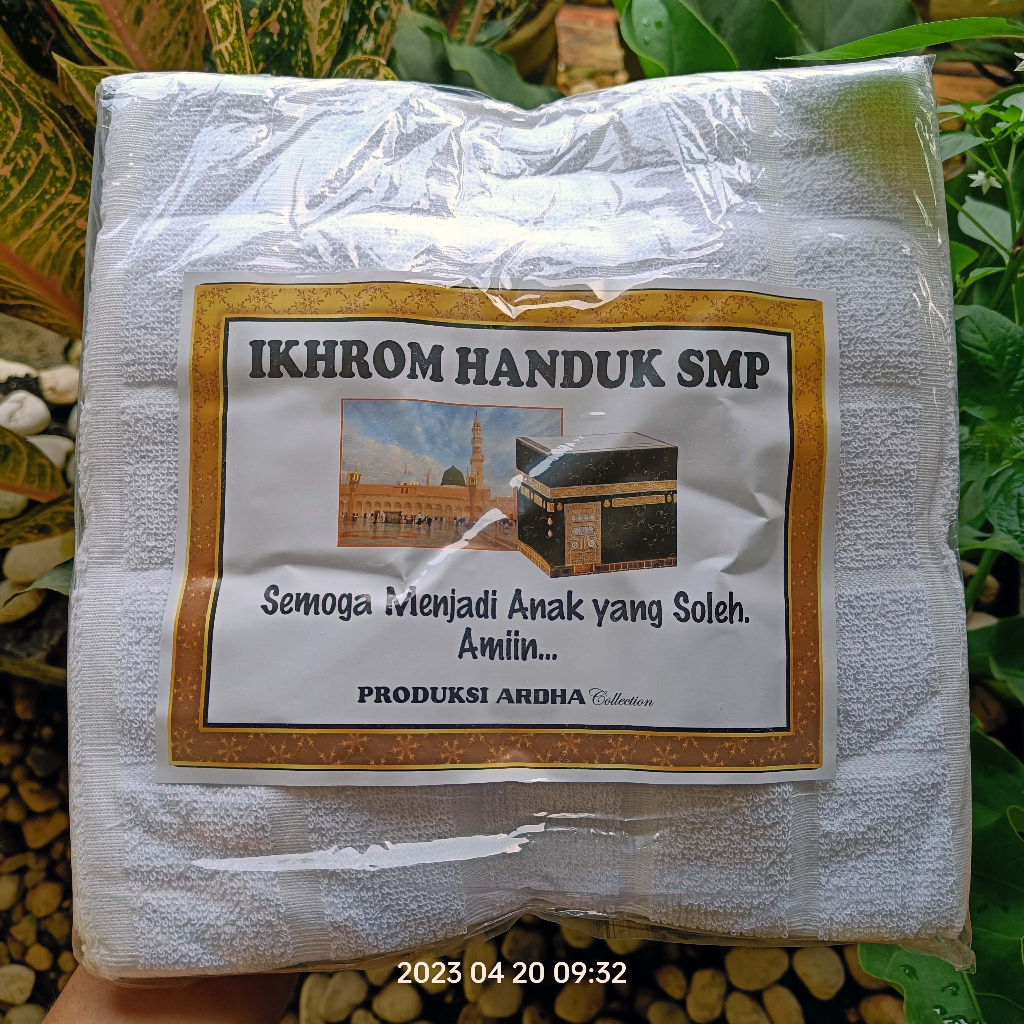 IKHROM HANDUK SMP
Semoga Menjadi Anak yang Soleh.
Amiin...
PRODUKSI ARDHA Collection
2023 04 20 09:32